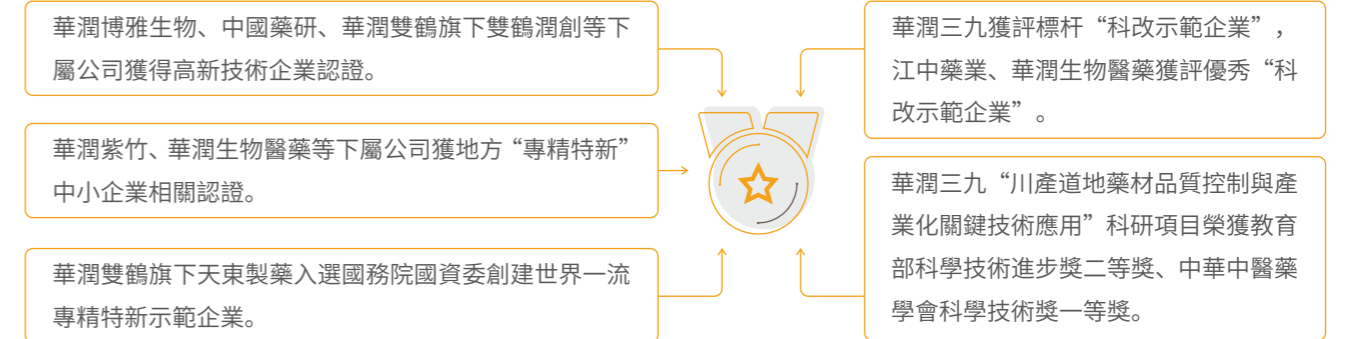 華潤博雅生物、中國藥研、華潤雙鶴旗下雙鶴潤創等下
屬公司獲得高新技術企業認證。
華潤紫竹、華潤生物醫藥等下屬公司獲地方“專精特新”
中小企業相關認證。
華潤雙鶴旗下天東製藥入選國務院國資委創建世界一流
專精特新示範企業。
華潤三九獲評標杆“科改示範企業”，
江中藥業、華潤生物醫藥獲評優秀“科
改示範企業”。
華潤三九“川產道地藥材品質控制與產
業化關鍵技術應用”科研項目榮獲教育
部科學技術進步獎二等獎、中華中醫藥
學會科學技術獎一等獎。